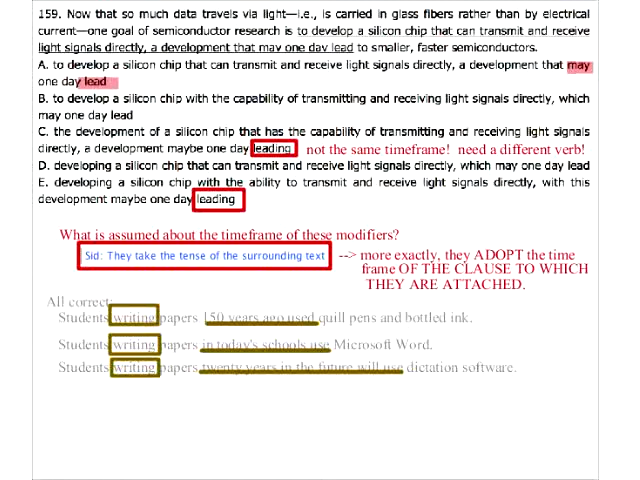 159. Now that so much data travels via light—i.e., is carried in glass fibers rather than by electrical
current—one goal of semiconductor research is to develop a silicon chip that can transmit and receive
light signals directly, a development that may one day lead to smaller, faster semiconductors.
A. to develop a silicon chip that can transmit and receive light signals directly, a development that may
one day lead
B. to develop a silicon chip with the capability of transmitting and receiving light signals directly, which
may one day lead
C. the development of a silicon chip that has the capability of transmitting and receiving light signals
directly, a development maybe one day leading not the same timeframe! need a different verb!
D. developing a silicon chip that can transmit and receive light signals directly, which may one day lead
E. developing a silicon chip with the ability to transmit and receive light signals directly, with this
development maybe one day leading
What is assumed about the timeframe of these modifiers?
Sid: They take the tense of the surrounding text --> more exactly, they ADOPT the time
frame OF THE CLAUSE TO WHICH
THEY ARE ATTACHED.
All correct:
Students writing papers 150 years ago used quill pens and bottled ink.
Students writing papers in today's schools use Microsoft Word.
Students writing papers twenty years in the future will use dictation software.